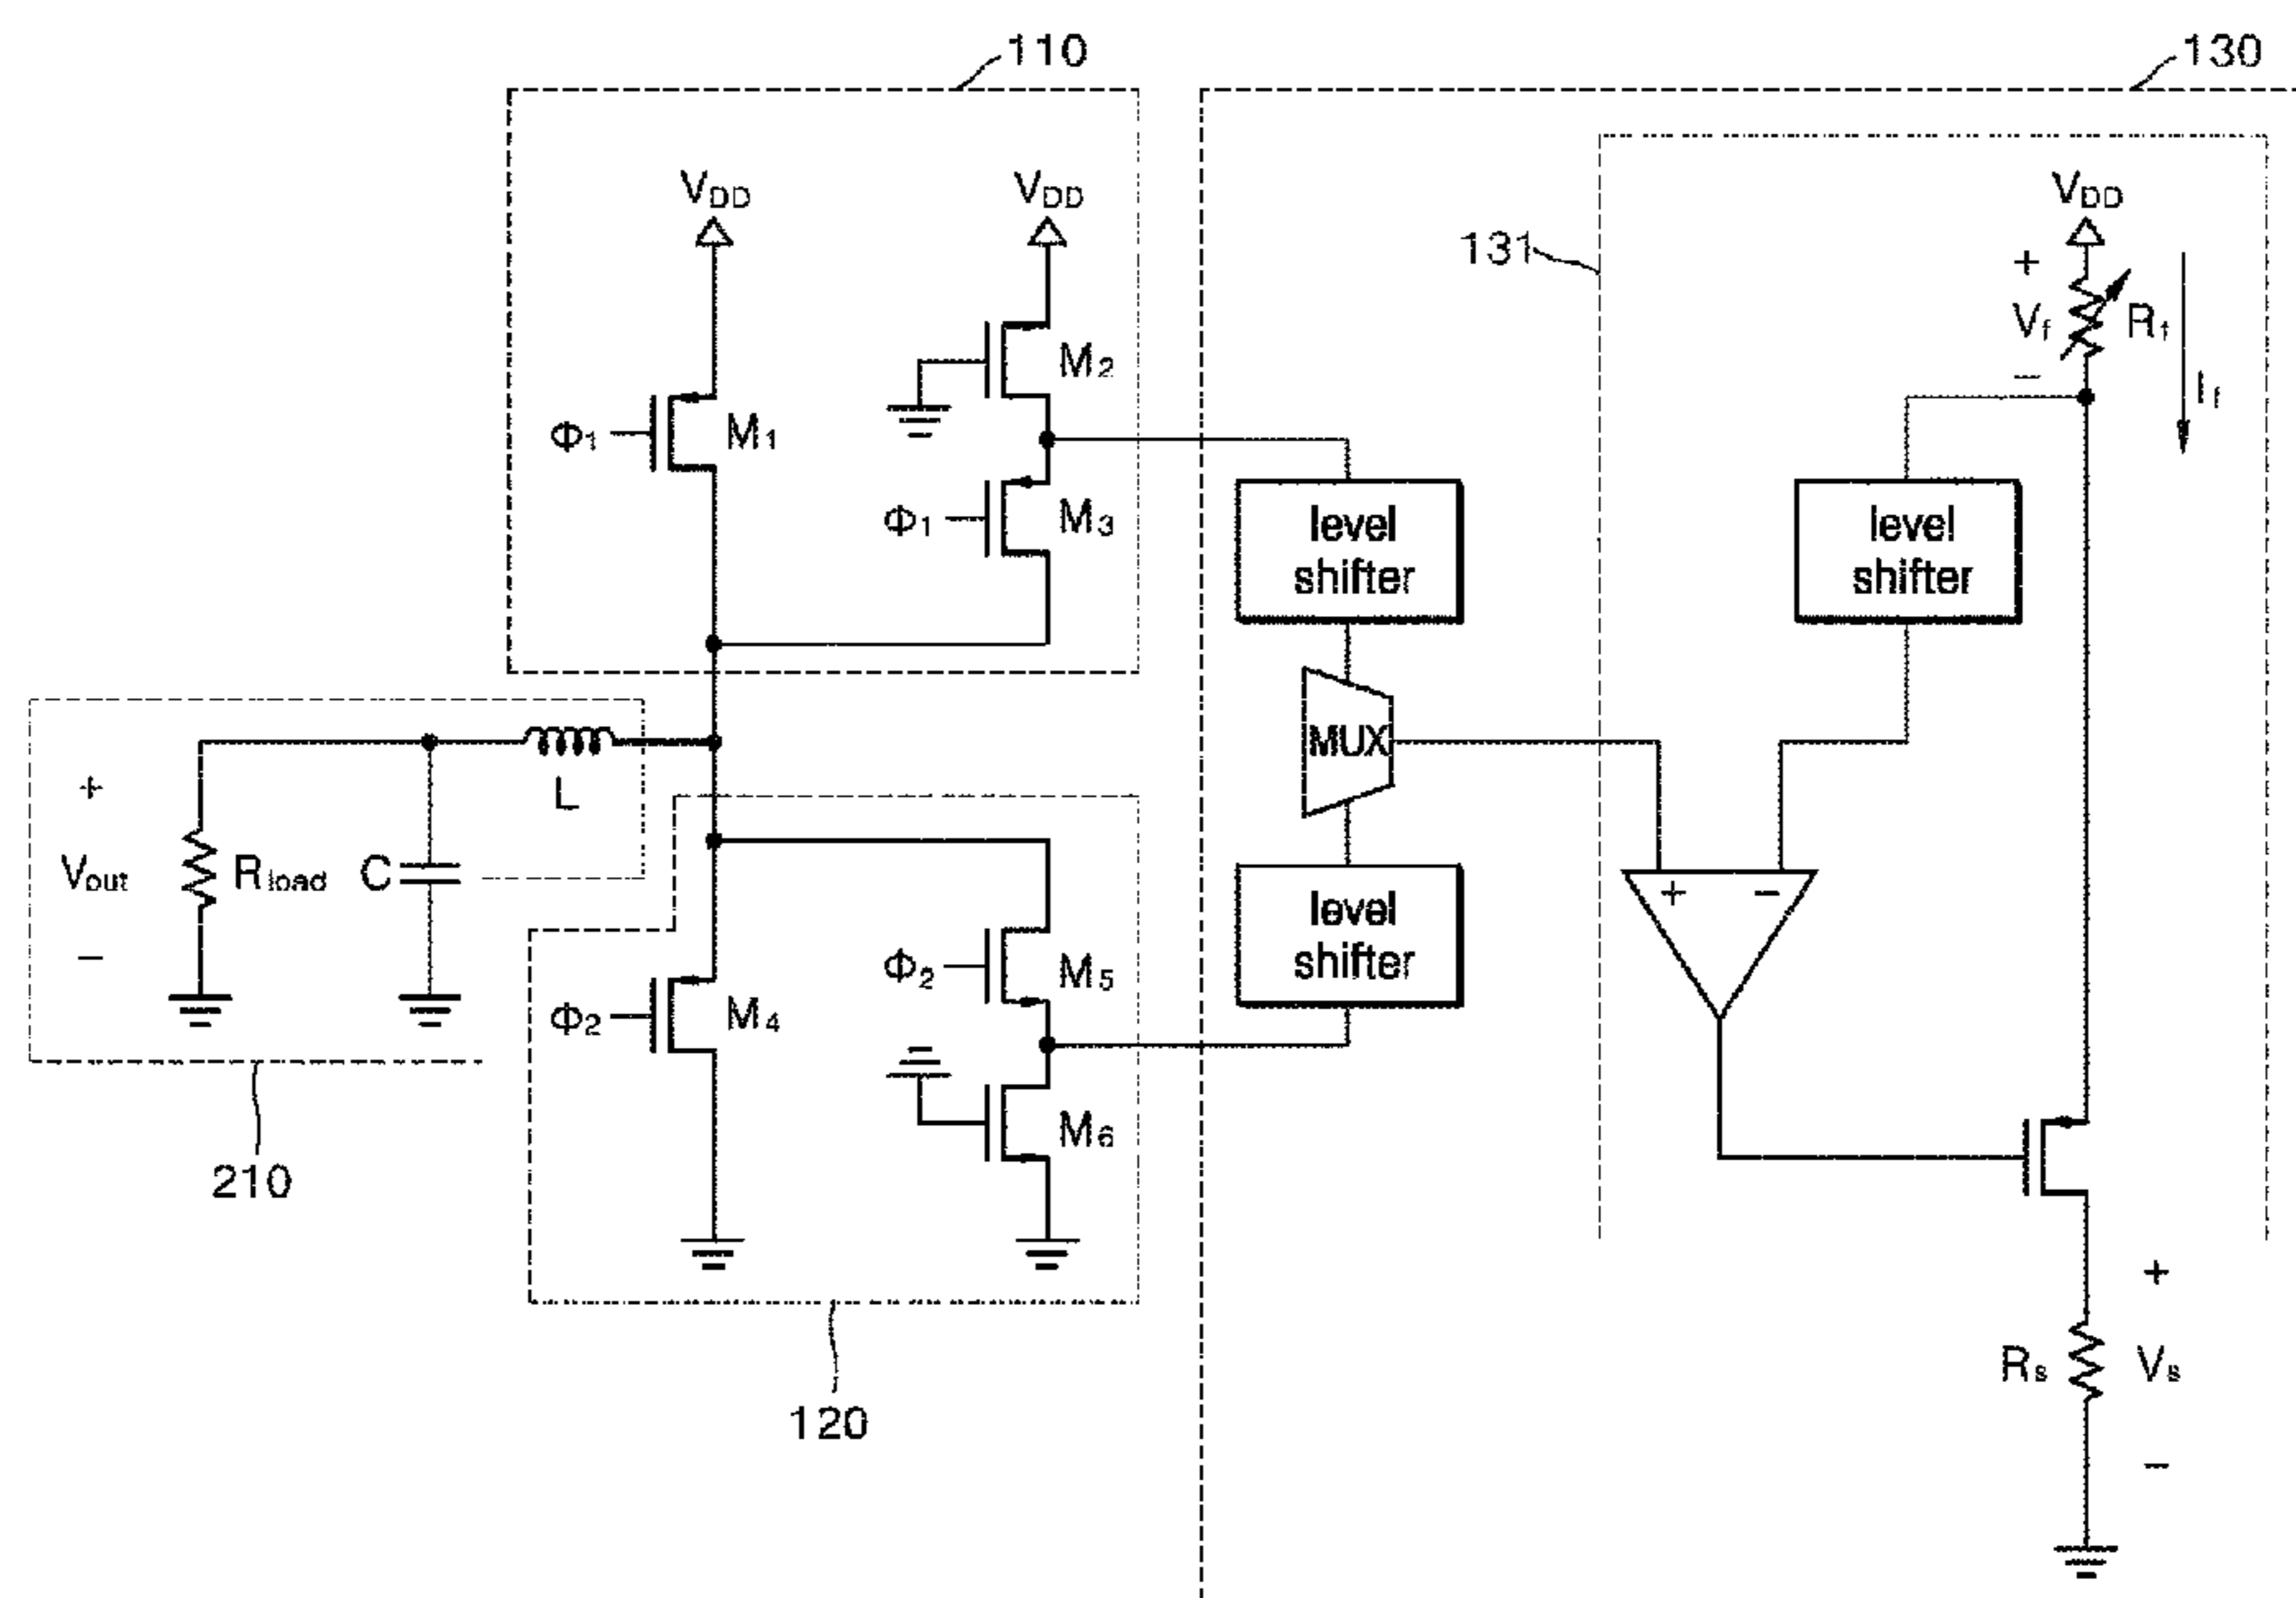 110
130
VDD
VDD
VDD
131
+
Vf
Rf
−
If
M2
Φ1
M1
Φ1
M3
level
shifter
level
shifter
MUX
L
+
Vout
−
Rload
C
+
−
level
shifter
Φ2
M5
Φ2
M4
M6
210
120
+
Rs
Vs
−